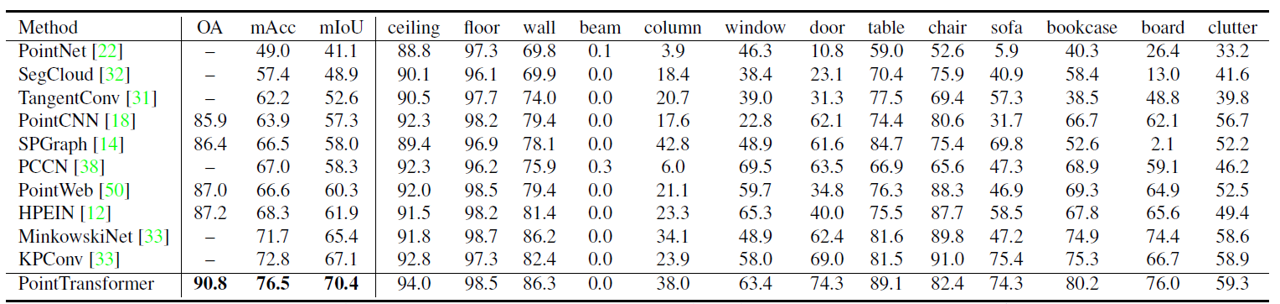 Method OA mAcc mIoU ceiling floor wall beam column window door table chair sofa bookcase board clutter
PointNet [22] – 49.0 41.1 88.8 97.3 69.8 0.1 3.9 46.3 10.8 59.0 52.6 5.9 40.3 26.4 33.2
SegCloud [32] – 57.4 48.9 90.1 96.1 69.9 0.0 18.4 38.4 23.1 70.4 75.9 40.9 58.4 13.0 41.6
TangentConv [31] – 62.2 52.6 90.5 97.7 74.0 0.0 20.7 39.0 31.3 77.5 69.4 57.3 38.5 48.8 39.8
PointCNN [18] 85.9 63.9 57.3 92.3 98.2 79.4 0.0 17.6 22.8 62.1 74.4 80.6 31.7 66.7 62.1 56.7
SPGraph [14] 86.4 66.5 58.0 89.4 96.9 78.1 0.0 42.8 48.9 61.6 84.7 75.4 69.8 52.6 2.1 52.2
PCCN [38] – 67.0 58.3 92.3 96.2 75.9 0.3 6.0 69.5 63.5 66.9 65.6 47.3 68.9 59.1 46.2
PointWeb [50] 87.0 66.6 60.3 92.0 98.5 79.4 0.0 21.1 59.7 34.8 76.3 88.3 46.9 69.3 64.9 52.5
HPEIN [12] 87.2 68.3 61.9 91.5 98.2 81.4 0.0 23.3 65.3 40.0 75.5 87.7 58.5 67.8 65.6 49.4
MinkowskiNet [33] – 71.7 65.4 91.8 98.7 86.2 0.0 34.1 48.9 62.4 81.6 89.8 47.2 74.9 74.4 58.6
KPConv [33] – 72.8 67.1 92.8 97.3 82.4 0.0 23.9 58.0 69.0 81.5 91.0 75.4 75.3 66.7 58.9
PointTransformer 90.8 76.5 70.4 94.0 98.5 86.3 0.0 38.0 63.4 74.3 89.1 82.4 74.3 80.2 76.0 59.3